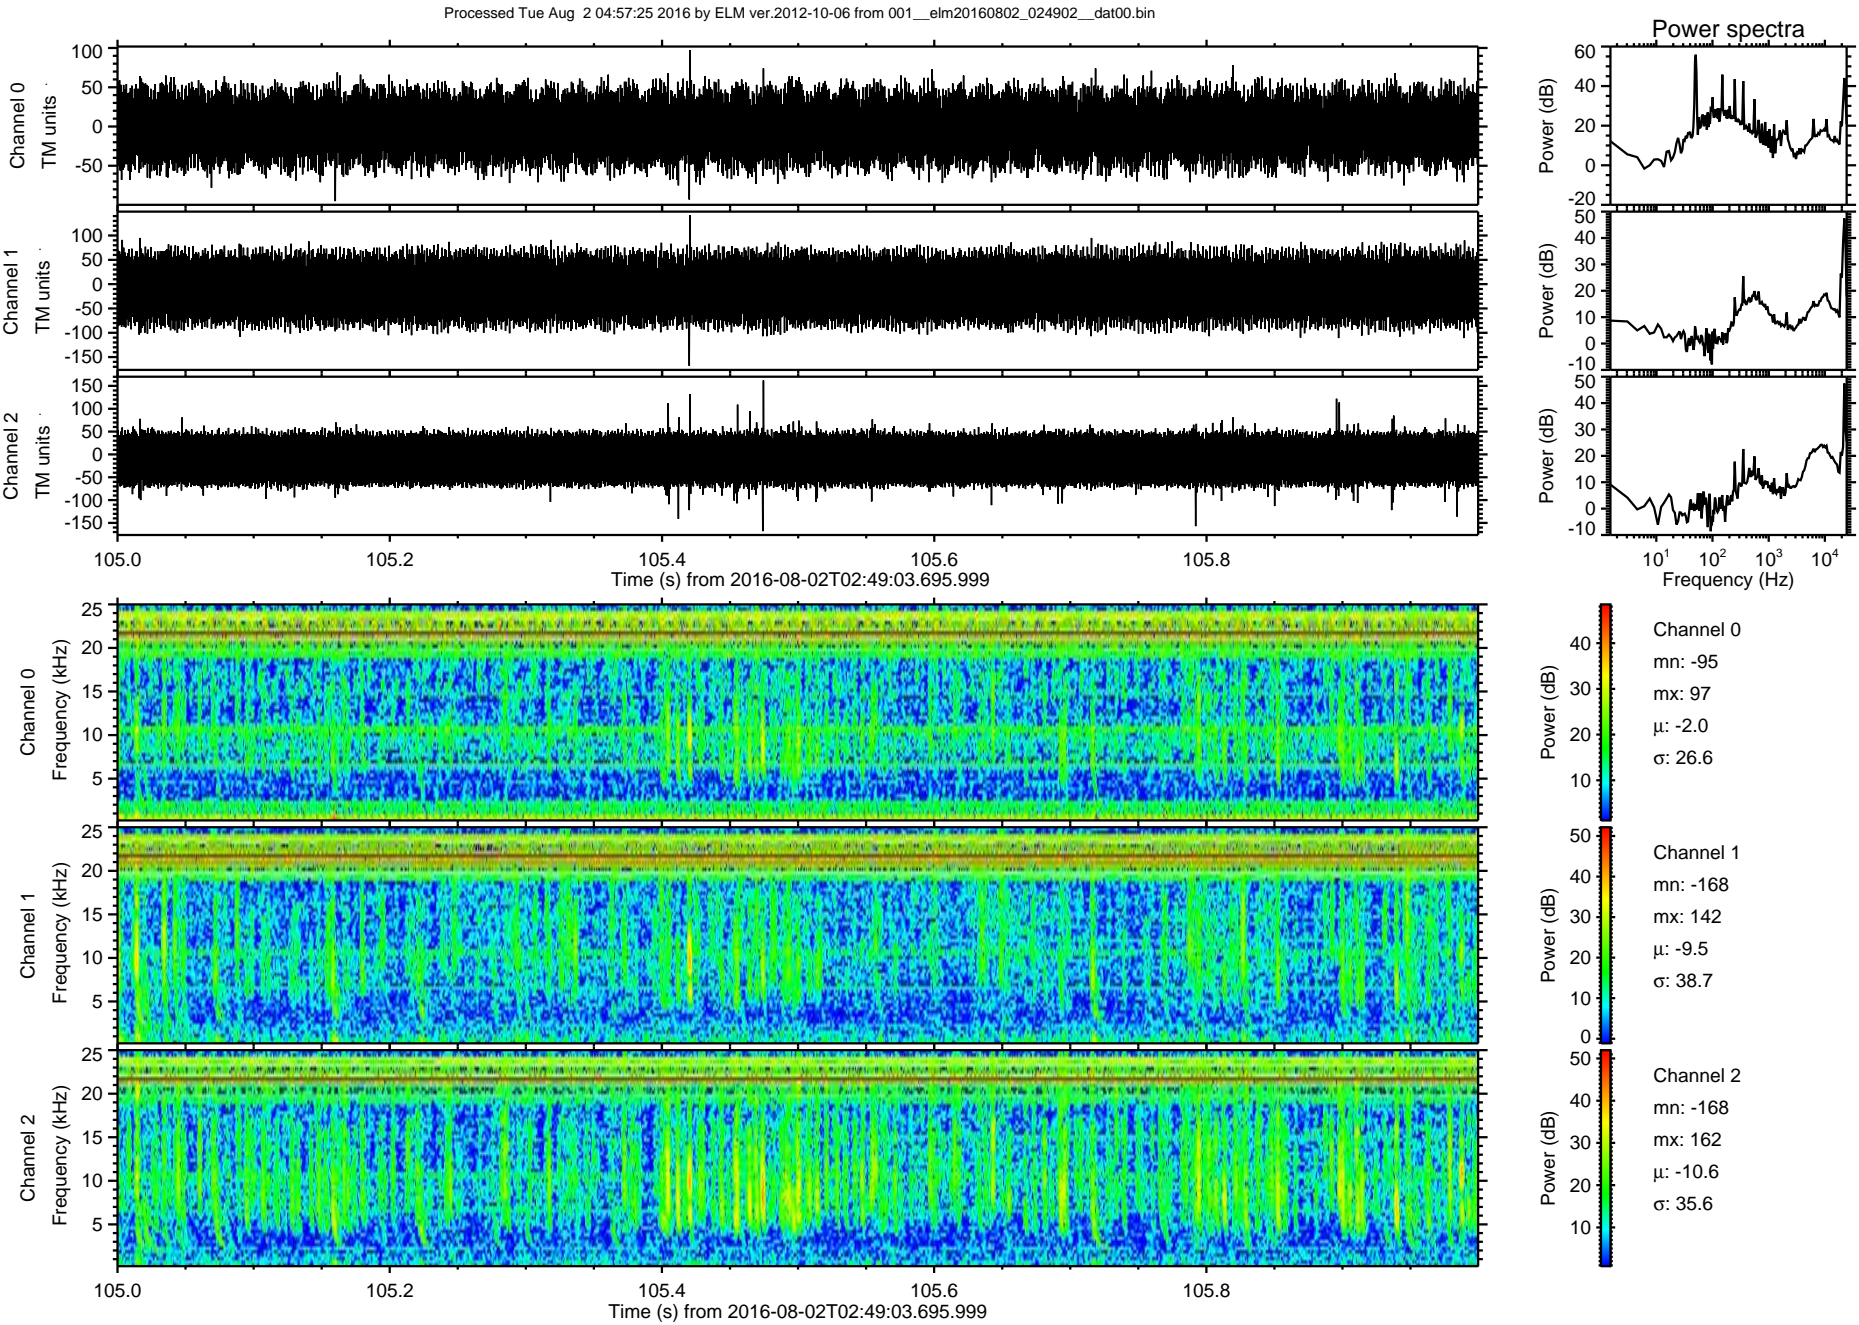 Processed Tue Aug  2 04:57:25 2016 by ELM ver.2012-10-06 from 001__elm20160802_024902__dat00.bin
Power spectra
Channel 0
TM units
100
50
0
-50
Power (dB)
60
40
20
0
-20
Channel 1
TM units
100
50
0
-50
-100
-150
Power (dB)
50
40
30
20
10
0
-10
Channel 2
TM units
150
100
50
0
-50
-100
-150
Power (dB)
50
40
30
20
10
0
-10
105.0 105.2 105.4 105.6 105.8
Time (s) from 2016-08-02T02:49:03.695.999
10¹ 10² 10³ 10⁴
Frequency (Hz)
Channel 0
Frequency (kHz)
25
20
15
10
5
Power (dB)
40
30
20
10
Channel 0
mn: -95
mx: 97
μ: -2.0
σ: 26.6
Channel 1
Frequency (kHz)
25
20
15
10
5
Power (dB)
50
40
30
20
10
0
Channel 1
mn: -168
mx: 142
μ: -9.5
σ: 38.7
Channel 2
Frequency (kHz)
25
20
15
10
5
Power (dB)
50
40
30
20
10
Channel 2
mn: -168
mx: 162
μ: -10.6
σ: 35.6
105.0 105.2 105.4 105.6 105.8
Time (s) from 2016-08-02T02:49:03.695.999